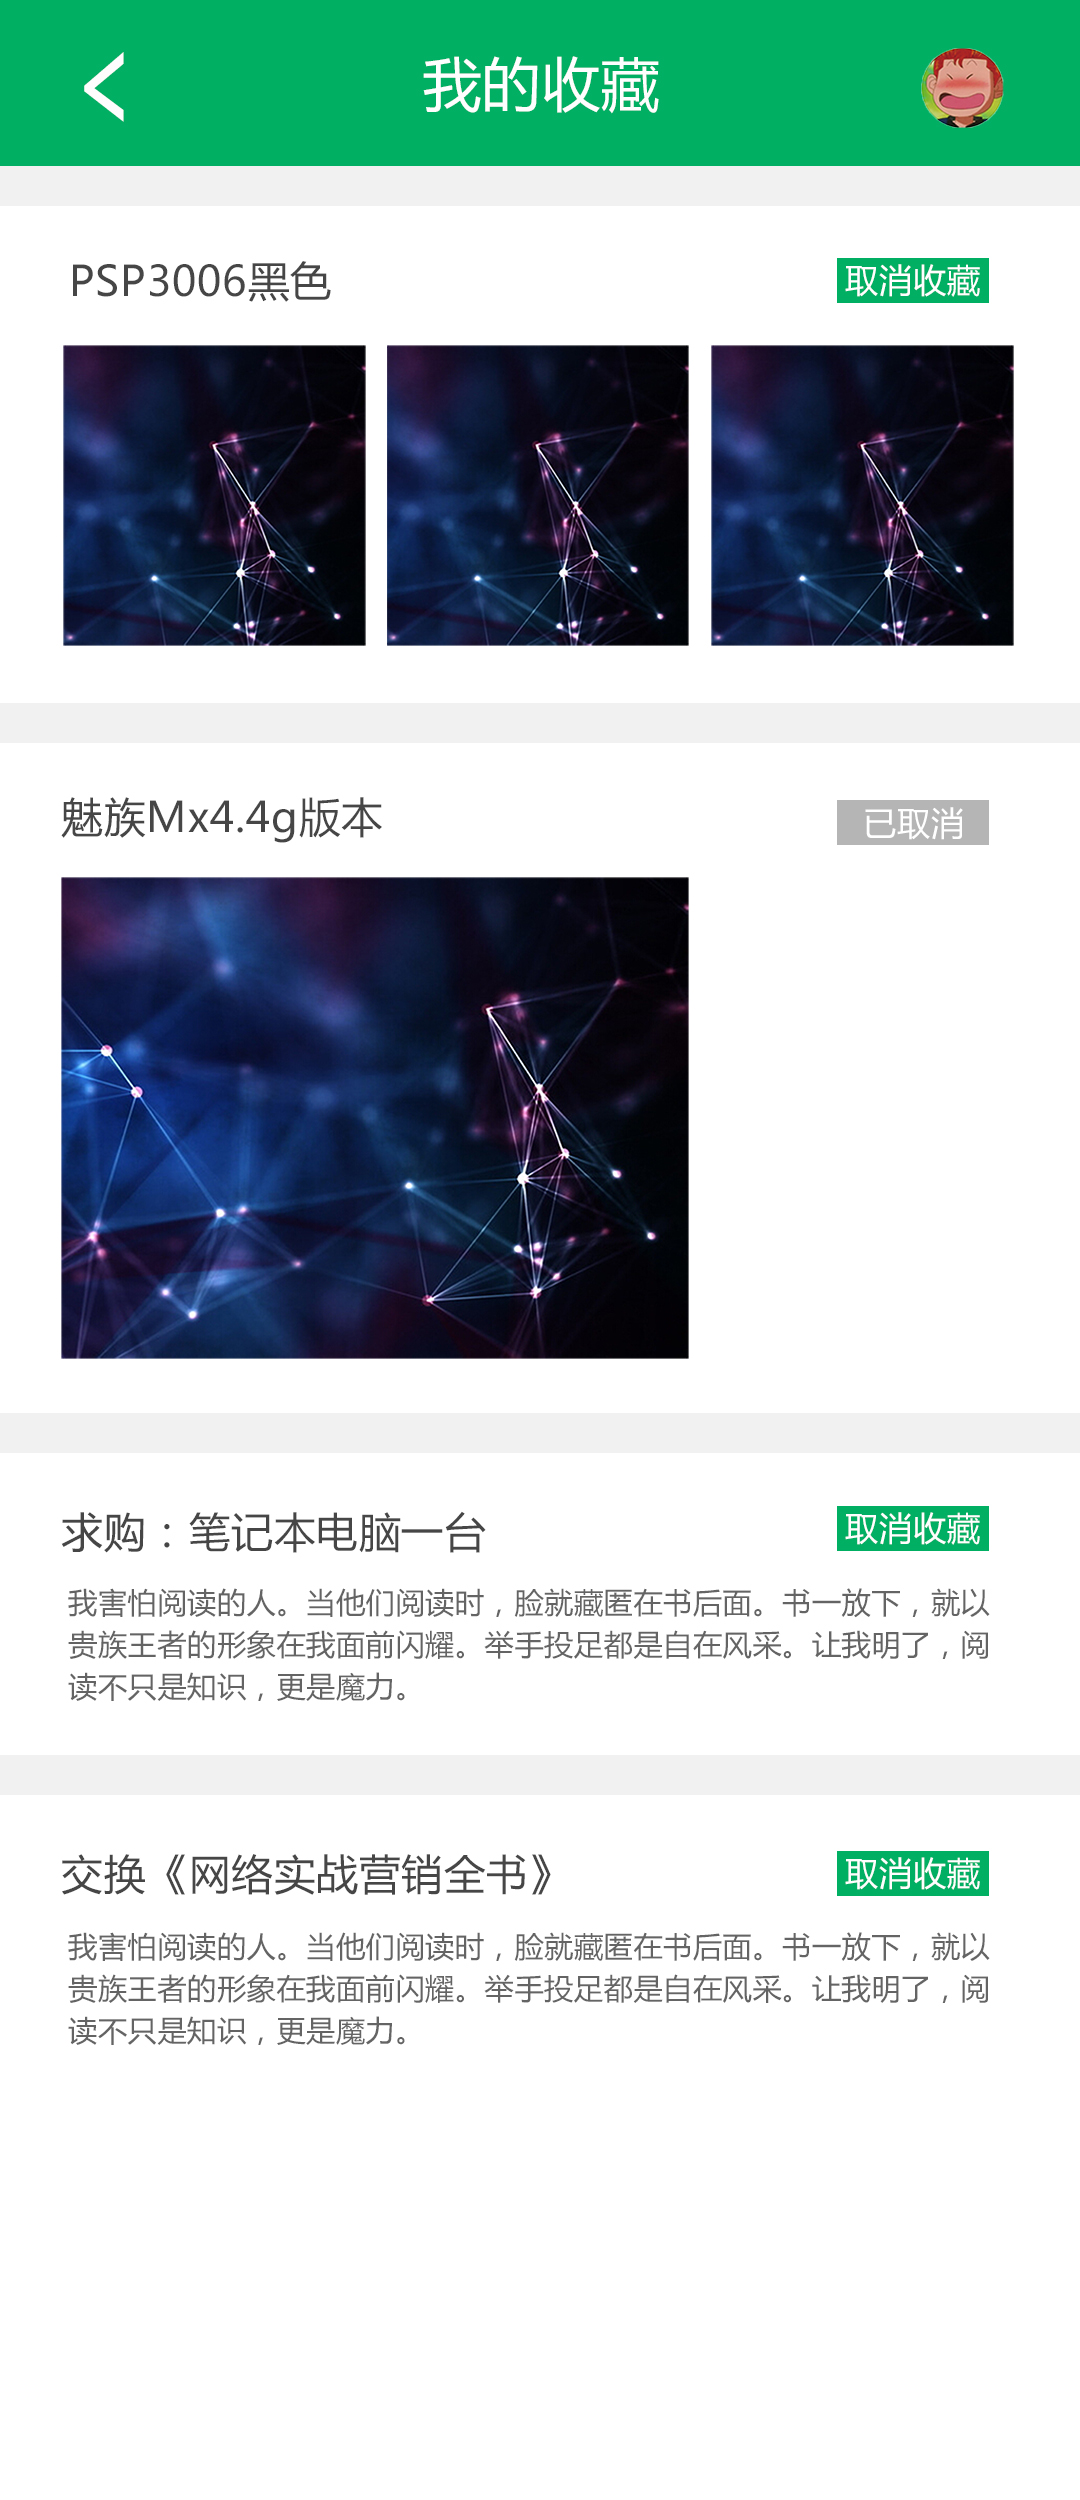 我的收藏
PSP3006黑色
取消收藏
魅族Mx4.4g版本
已取消
求购：笔记本电脑一台
取消收藏
我害怕阅读的人。当他们阅读时，脸就藏匿在书后面。书一放下，就以
贵族王者的形象在我面前闪耀。举手投足都是自在风采。让我明了，阅
读不只是知识，更是魔力。
交换《网络实战营销全书》
取消收藏
我害怕阅读的人。当他们阅读时，脸就藏匿在书后面。书一放下，就以
贵族王者的形象在我面前闪耀。举手投足都是自在风采。让我明了，阅
读不只是知识，更是魔力。